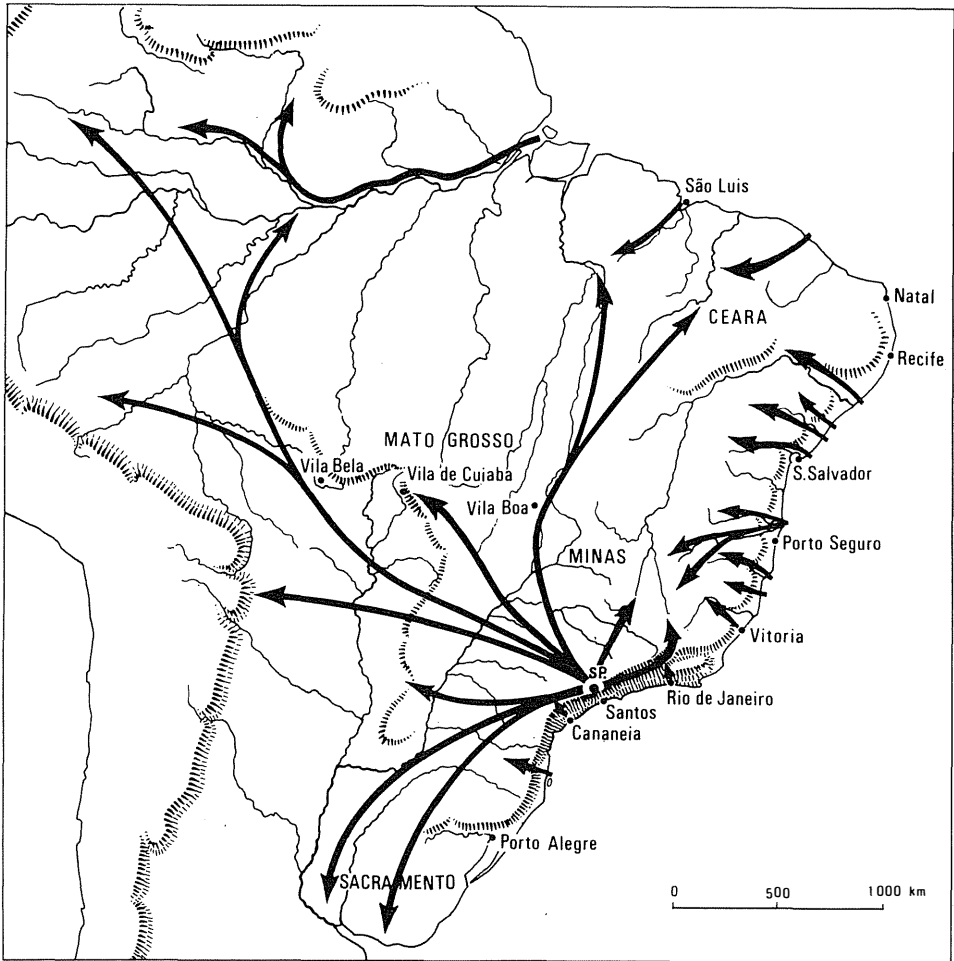 São Luis
Natal
CEARA
Recife
MATO GROSSO
Vila Bela
Vila de Cuiaba
S. Salvador
Vila Boa
Porto Seguro
MINAS
Vitoria
SP.
Rio de Janeiro
Santos
Cananeia
Porto Alegre
SACRAMENTO
0 500 1000 km